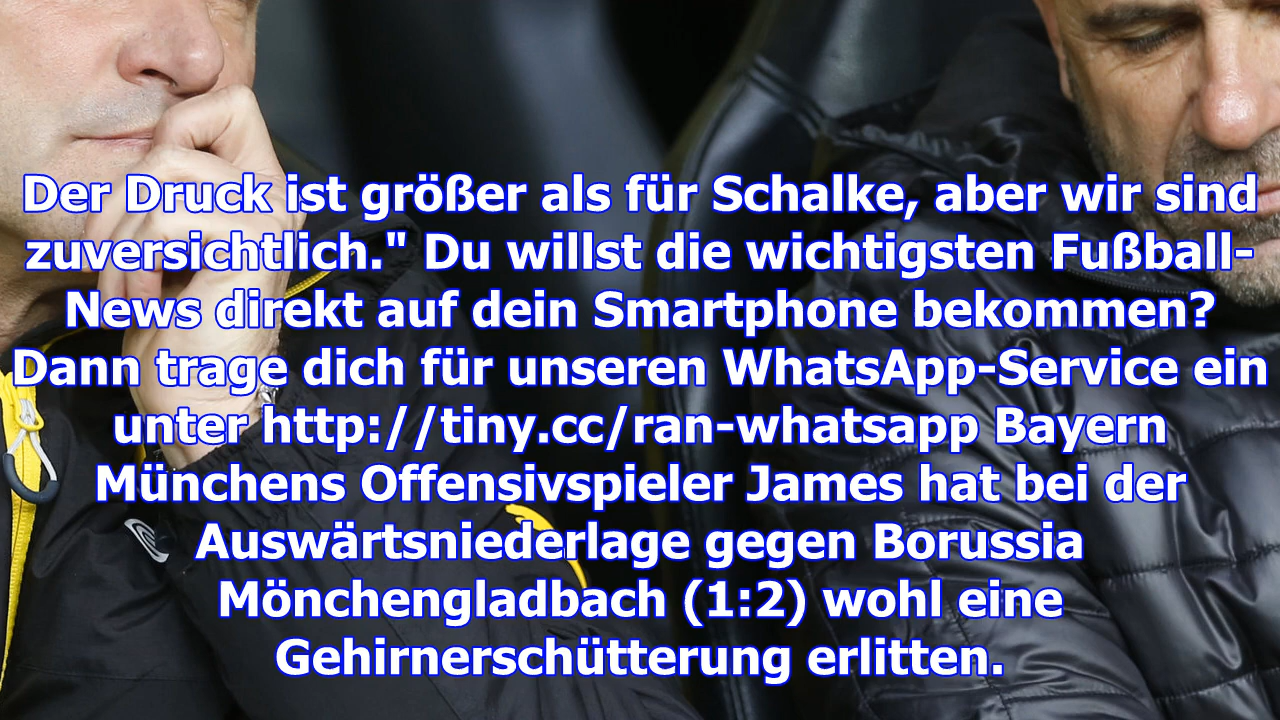 Der Druck ist größer als für Schalke, aber wir sind
zuversichtlich." Du willst die wichtigsten Fußball-
News direkt auf dein Smartphone bekommen?
Dann trage dich für unseren WhatsApp-Service ein
unter http://tiny.cc/ran-whatsapp Bayern
Münchens Offensivspieler James hat bei der
Auswärtsniederlage gegen Borussia
Mönchengladbach (1:2) wohl eine
Gehirnerschütterung erlitten.